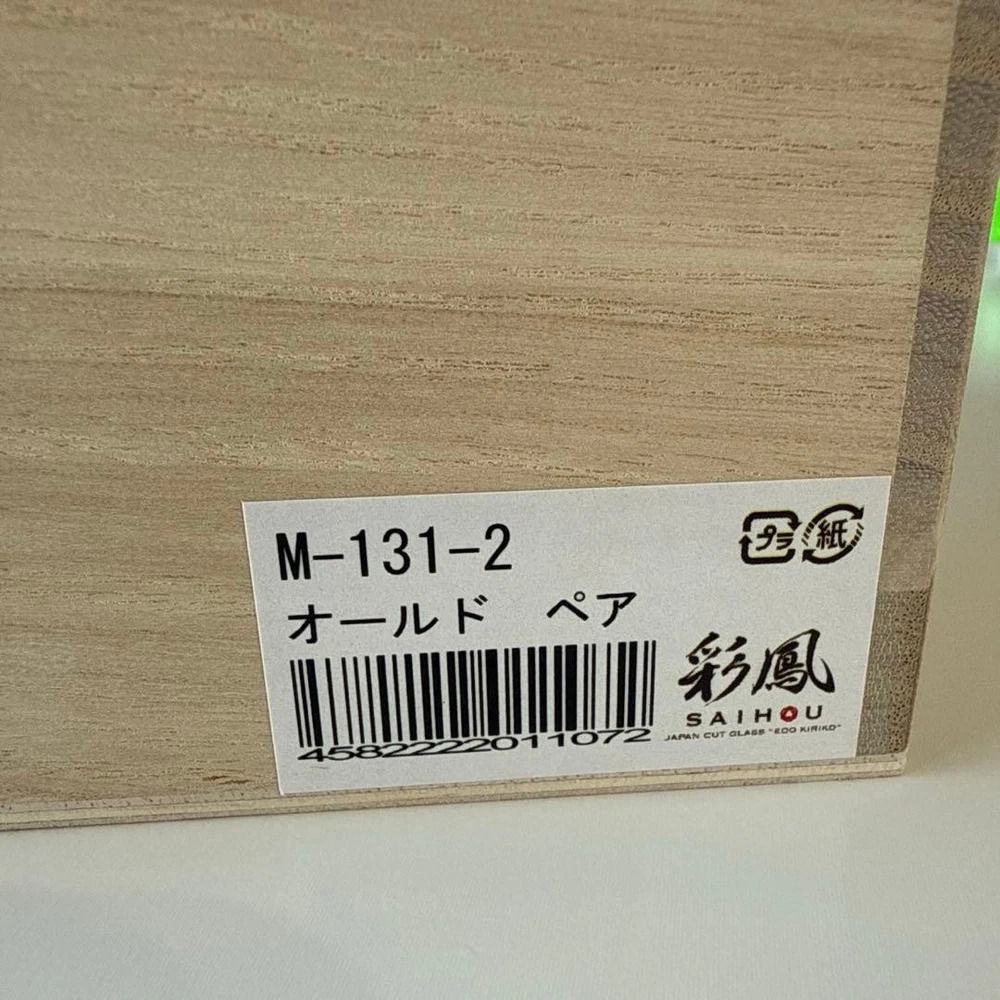 M-131-2
オールド ペア
プラ
紙
4582222011072
彩鳳
SAIHOU
JAPAN CUT GLASS "EDO KIRIKO"